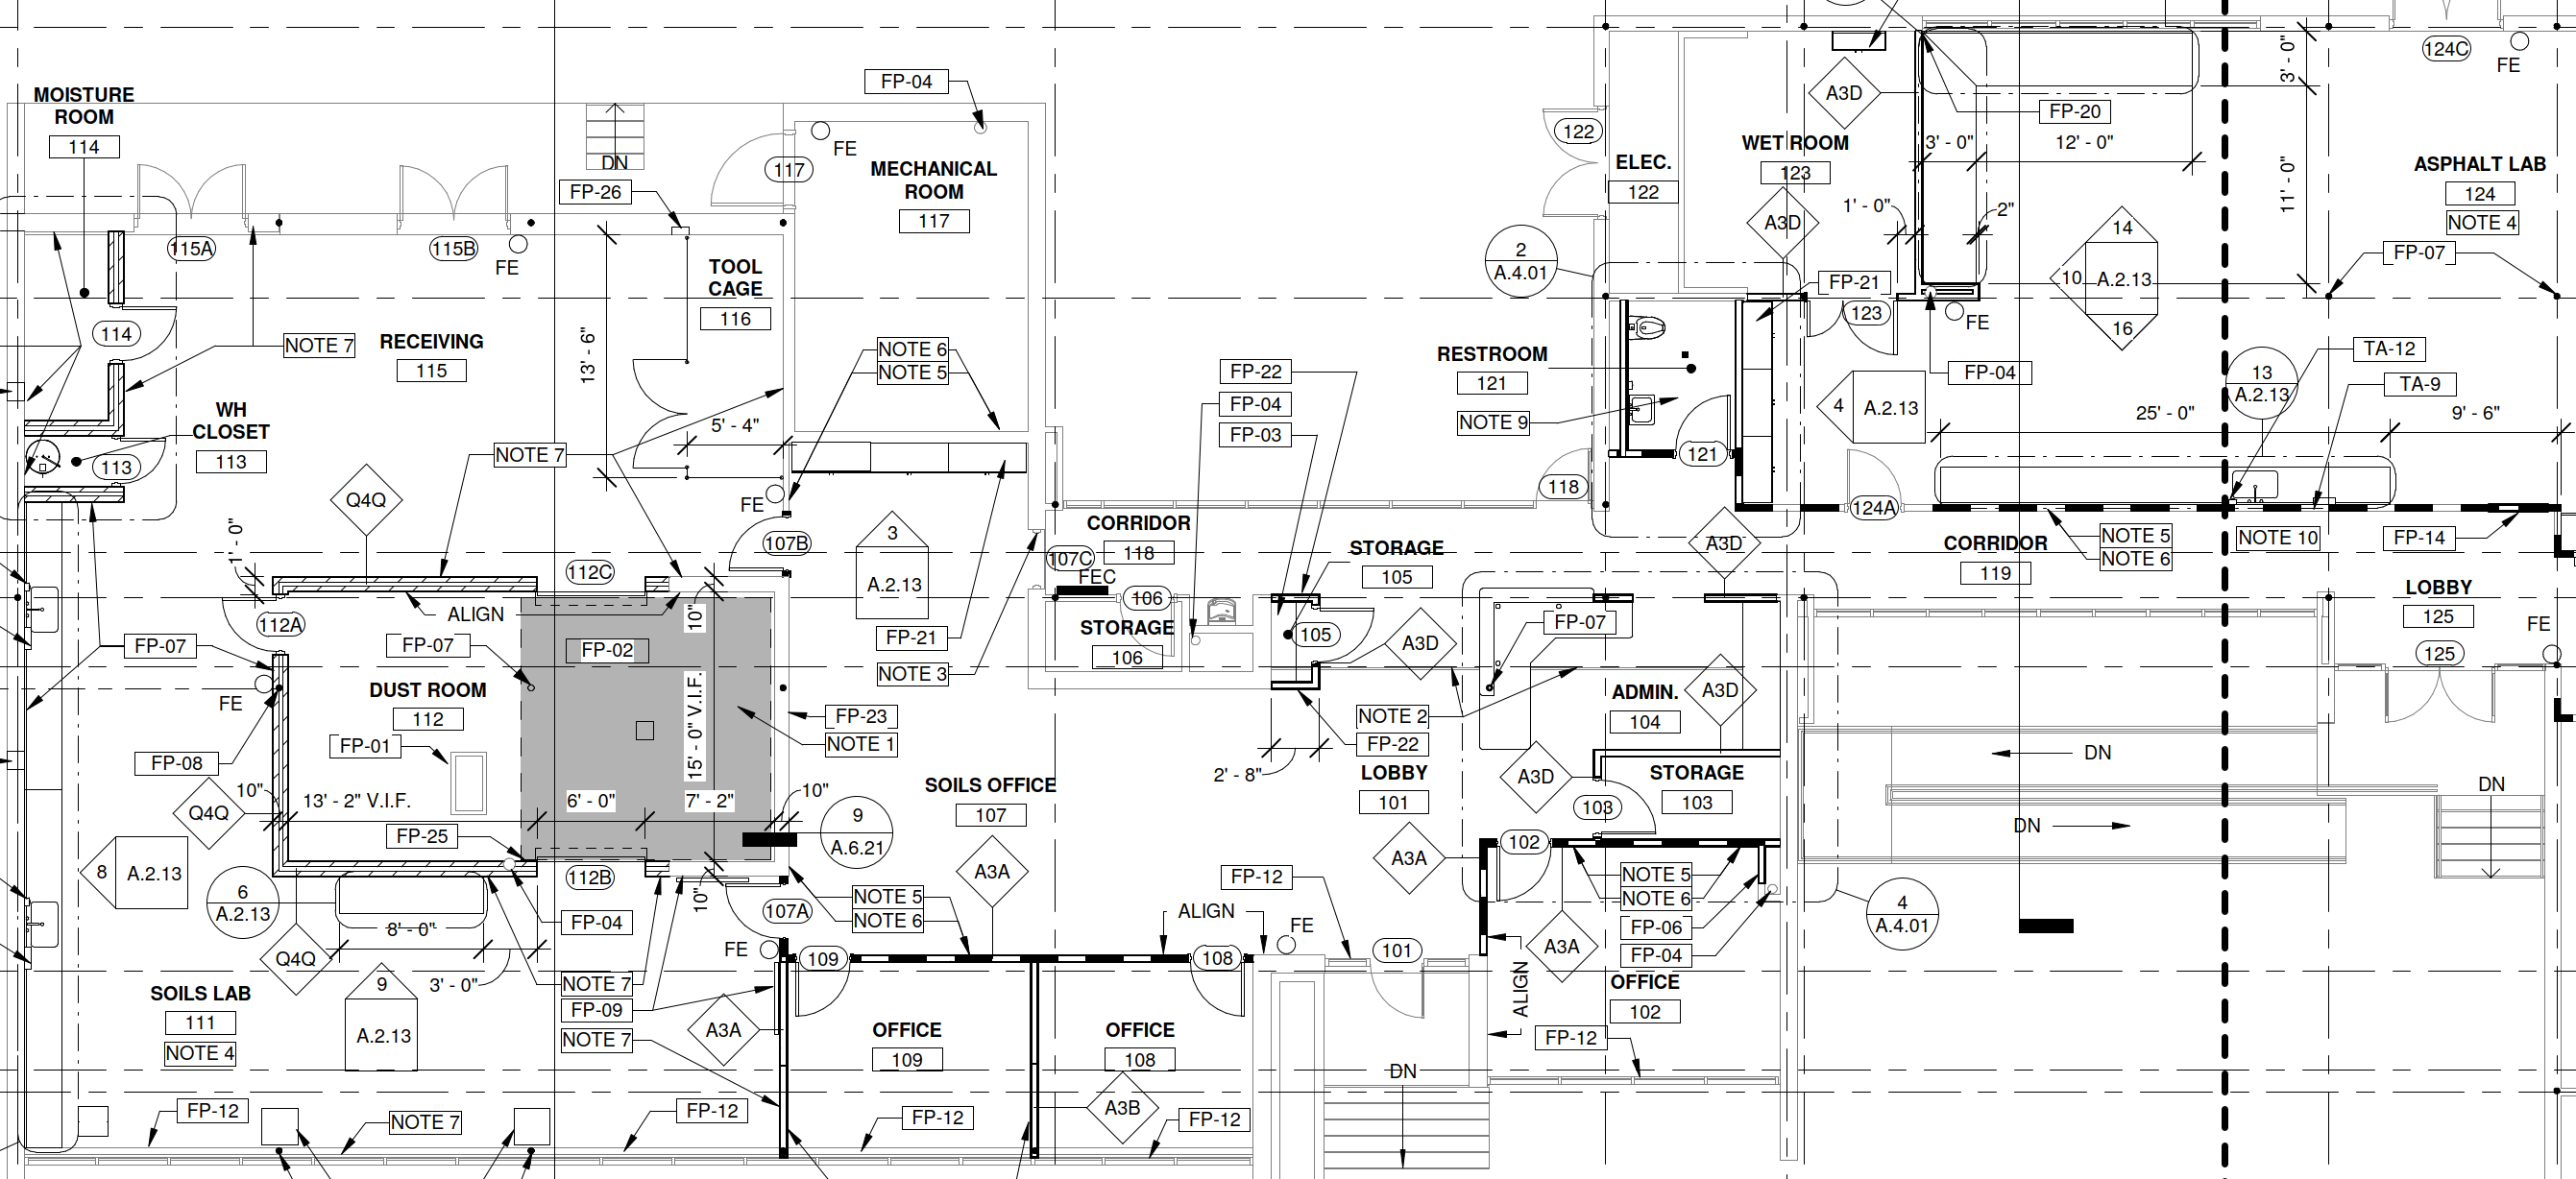 MOISTURE
ROOM
114
115A
115B
FE
DN
FP-26
117
FE
FP-04
MECHANICAL
ROOM
117
TOOL
CAGE
116
13' - 6"
5' - 4"
NOTE 6
NOTE 5
RECEIVING
115
NOTE 7
114
WH
CLOSET
113
113
NOTE 7
Q4Q
1' - 0"
FE
107B
112C
ALIGN
112A
FP-07
FP-07
FP-02
10"
15' - 0" V.I.F.
FE
DUST ROOM
112
FP-01
FP-08
10"
13' - 2" V.I.F.
6' - 0"
7' - 2"
10"
Q4Q
FP-25
FP-23
NOTE 1
9
A.6.21
8
A.2.13
6
A.2.13
112B
10"
107A
8' - 0"
FP-04
Q4Q
3' - 0"
9
A.2.13
NOTE 7
FP-09
NOTE 7
FE
SOILS LAB
111
NOTE 4
A3A
FP-12
NOTE 7
FP-12
3
A.2.13
FP-21
NOTE 3
SOILS OFFICE
107
A3A
NOTE 5
NOTE 6
109
108
ALIGN
FE
OFFICE
109
OFFICE
108
A3B
FP-12
FP-12
CORRIDOR
118
107C
FEC
106
STORAGE
106
FP-22
FP-04
FP-03
STORAGE
105
105
A3D
2' - 8"
NOTE 2
FP-22
LOBBY
101
A3A
FP-12
101
DN
ALIGN
FP-12
2
A.4.01
122
ELEC.
122
WET ROOM
123
A3D
A3D
RESTROOM
121
NOTE 9
121
118
FP-21
123
1' - 0"
2"
3' - 0"
12' - 0"
FP-20
FE
FP-04
4
A.2.13
14
10
A.2.13
16
124A
A3D
FP-07
ADMIN.
104
A3D
A3D
STORAGE
103
103
102
NOTE 5
NOTE 6
FP-06
FP-04
A3A
OFFICE
102
4
A.4.01
3' - 0"
11' - 0"
124C
FE
ASPHALT LAB
124
NOTE 4
FP-07
TA-12
TA-9
13
A.2.13
25' - 0"
9' - 6"
CORRIDOR
119
NOTE 5
NOTE 6
NOTE 10
FP-14
LOBBY
125
125
FE
DN
DN
DN